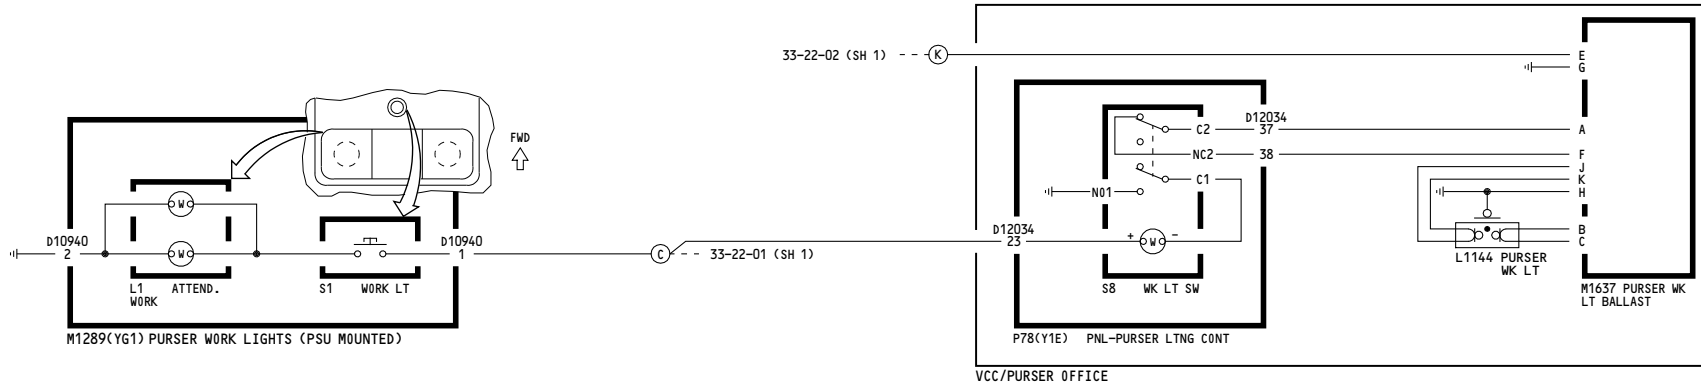 33-22-02 (SH 1)
K
E
G
FWD
D12034
C2
37
A
NC2
38
F
J
K
NO1
C1
H
W
D10940
2
W
D10940
1
C
33-22-01 (SH 1)
D12034
23
+
W
-
B
C
L1
WORK
ATTEND.
S1
WORK LT
S8
WK LT SW
L1144 PURSER
WK LT
M1637 PURSER WK
LT BALLAST
M1289(YG1) PURSER WORK LIGHTS (PSU MOUNTED)
P78(Y1E)
PNL-PURSER LTNG CONT
VCC/PURSER OFFICE